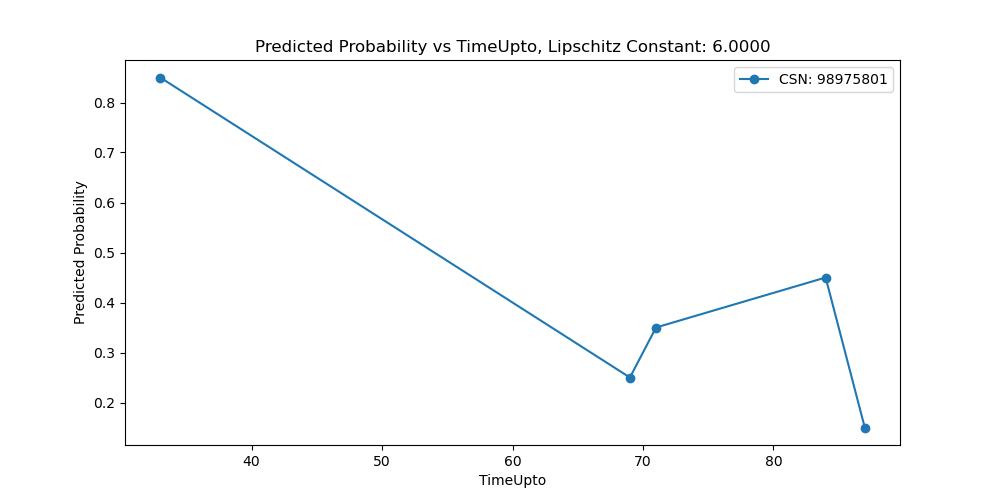 Predicted Probability vs TimeUpto, Lipschitz Constant: 6.0000
CSN: 98975801
Predicted Probability
0.8
0.7
0.6
0.5
0.4
0.3
0.2
40 50 60 70 80
TimeUpto